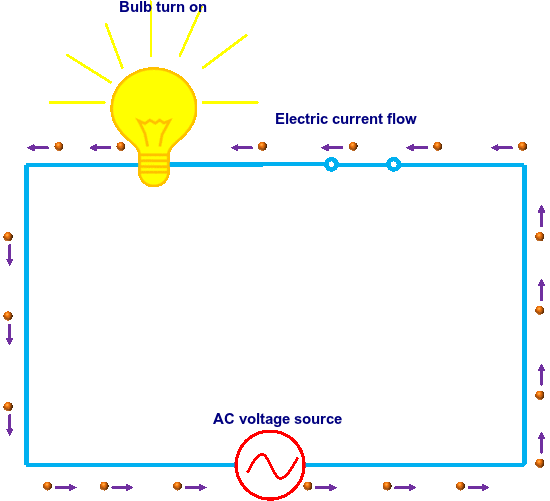 Bulb turn on
Electric current flow
AC voltage source